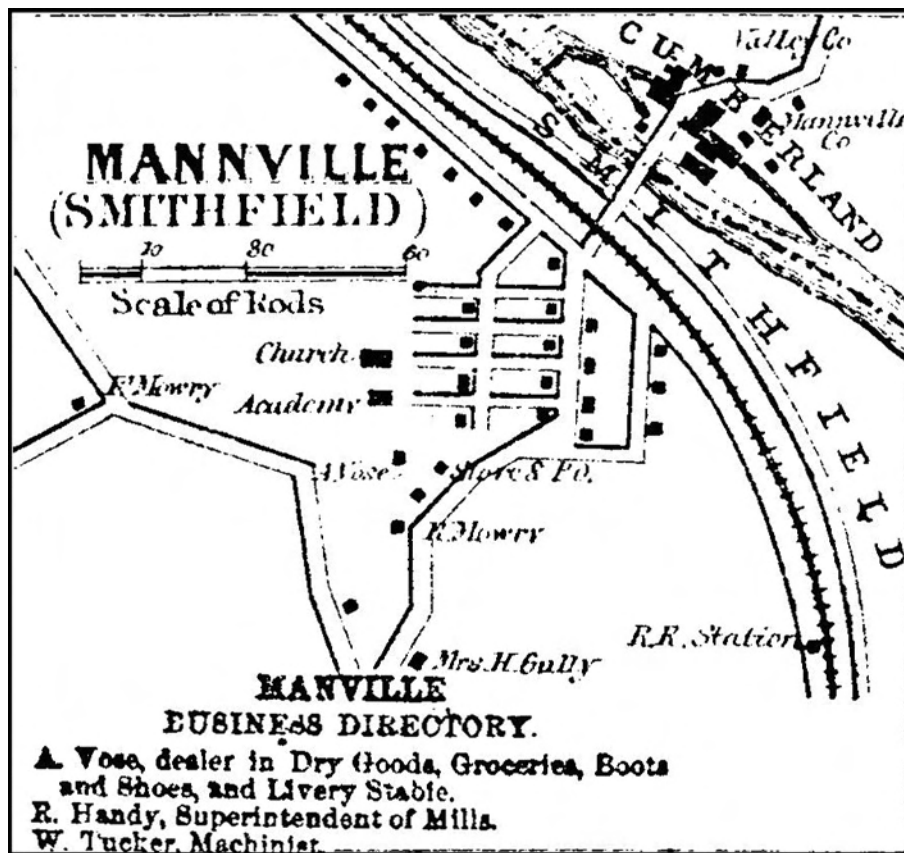 CUMBERLAND
Valley Co
Mannville
Co
SMITHFIELD
MANNVILLE
(SMITHFIELD)
Scale of Rods
Church
Academy
Mowry
A Vose
Store & P.O.
R. Mowry
R.R. Station
Mrs. H. Gully
MANVILLE
BUSINESS DIRECTORY.
A. Vose, dealer in Dry Goods, Groceries, Boots
and Shoes, and Livery Stable.
R. Handy, Superintendent of Mills.
W. Tucker, Machinist.